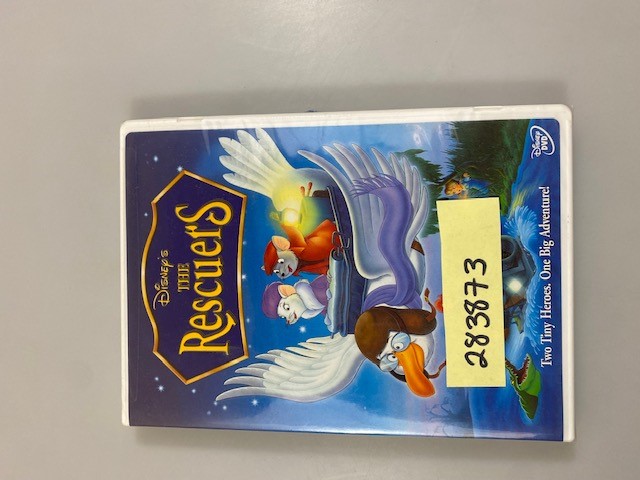 Disney's
THE
Rescuers
283873
Two Tiny Heroes. One Big Adventure!
Disney
DVD